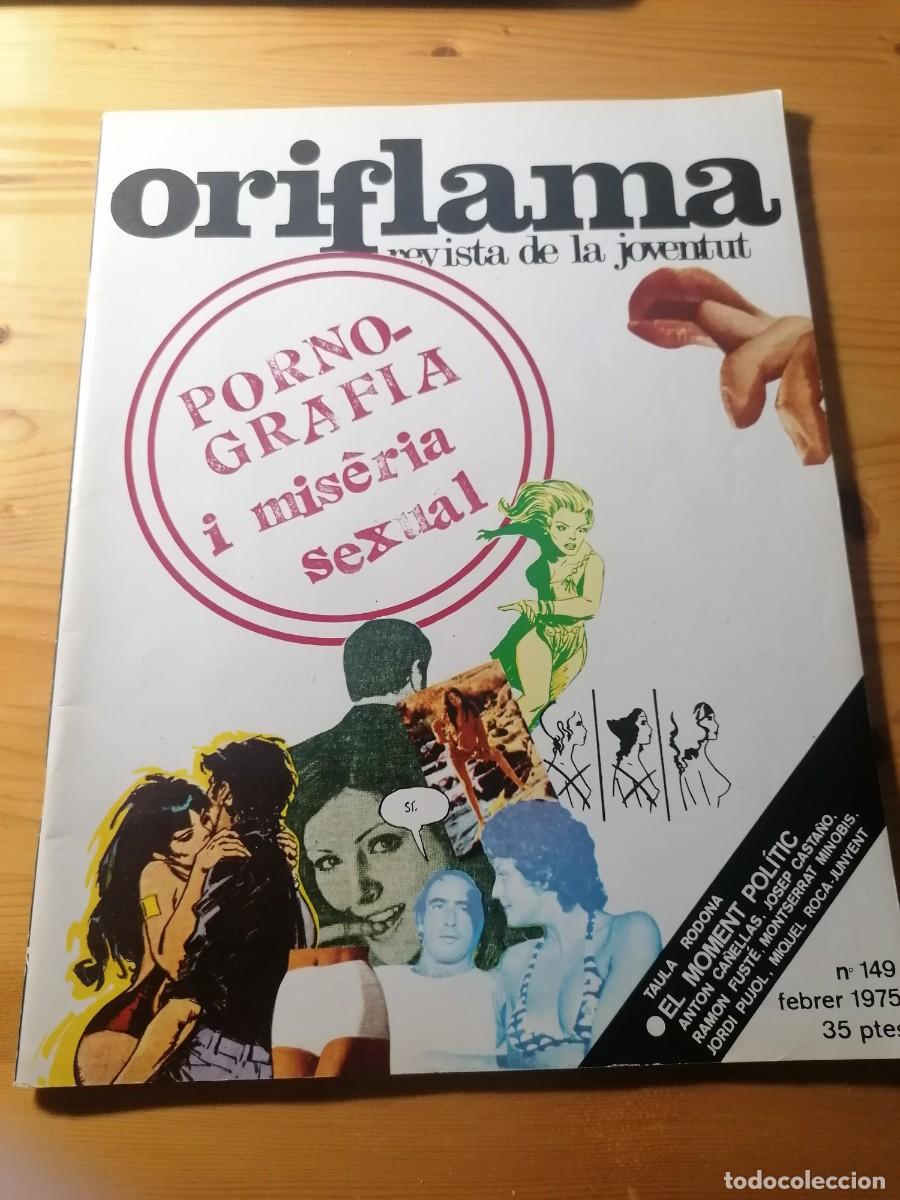 oriflama
revista de la joventut
PORNO-
GRAFIA
i misèria
sexual
SÍ.
TAULA RODONA
● EL MOMENT POLÍTIC
ANTON CAÑELLAS. JOSEP CASTAÑO.
RAMON FUSTÉ. MONTSERRAT MINOBIS.
JORDI PUJOL. MIQUEL ROCA-JUNYENT
nº 149
febrer 1975
35 ptes
todocoleccion